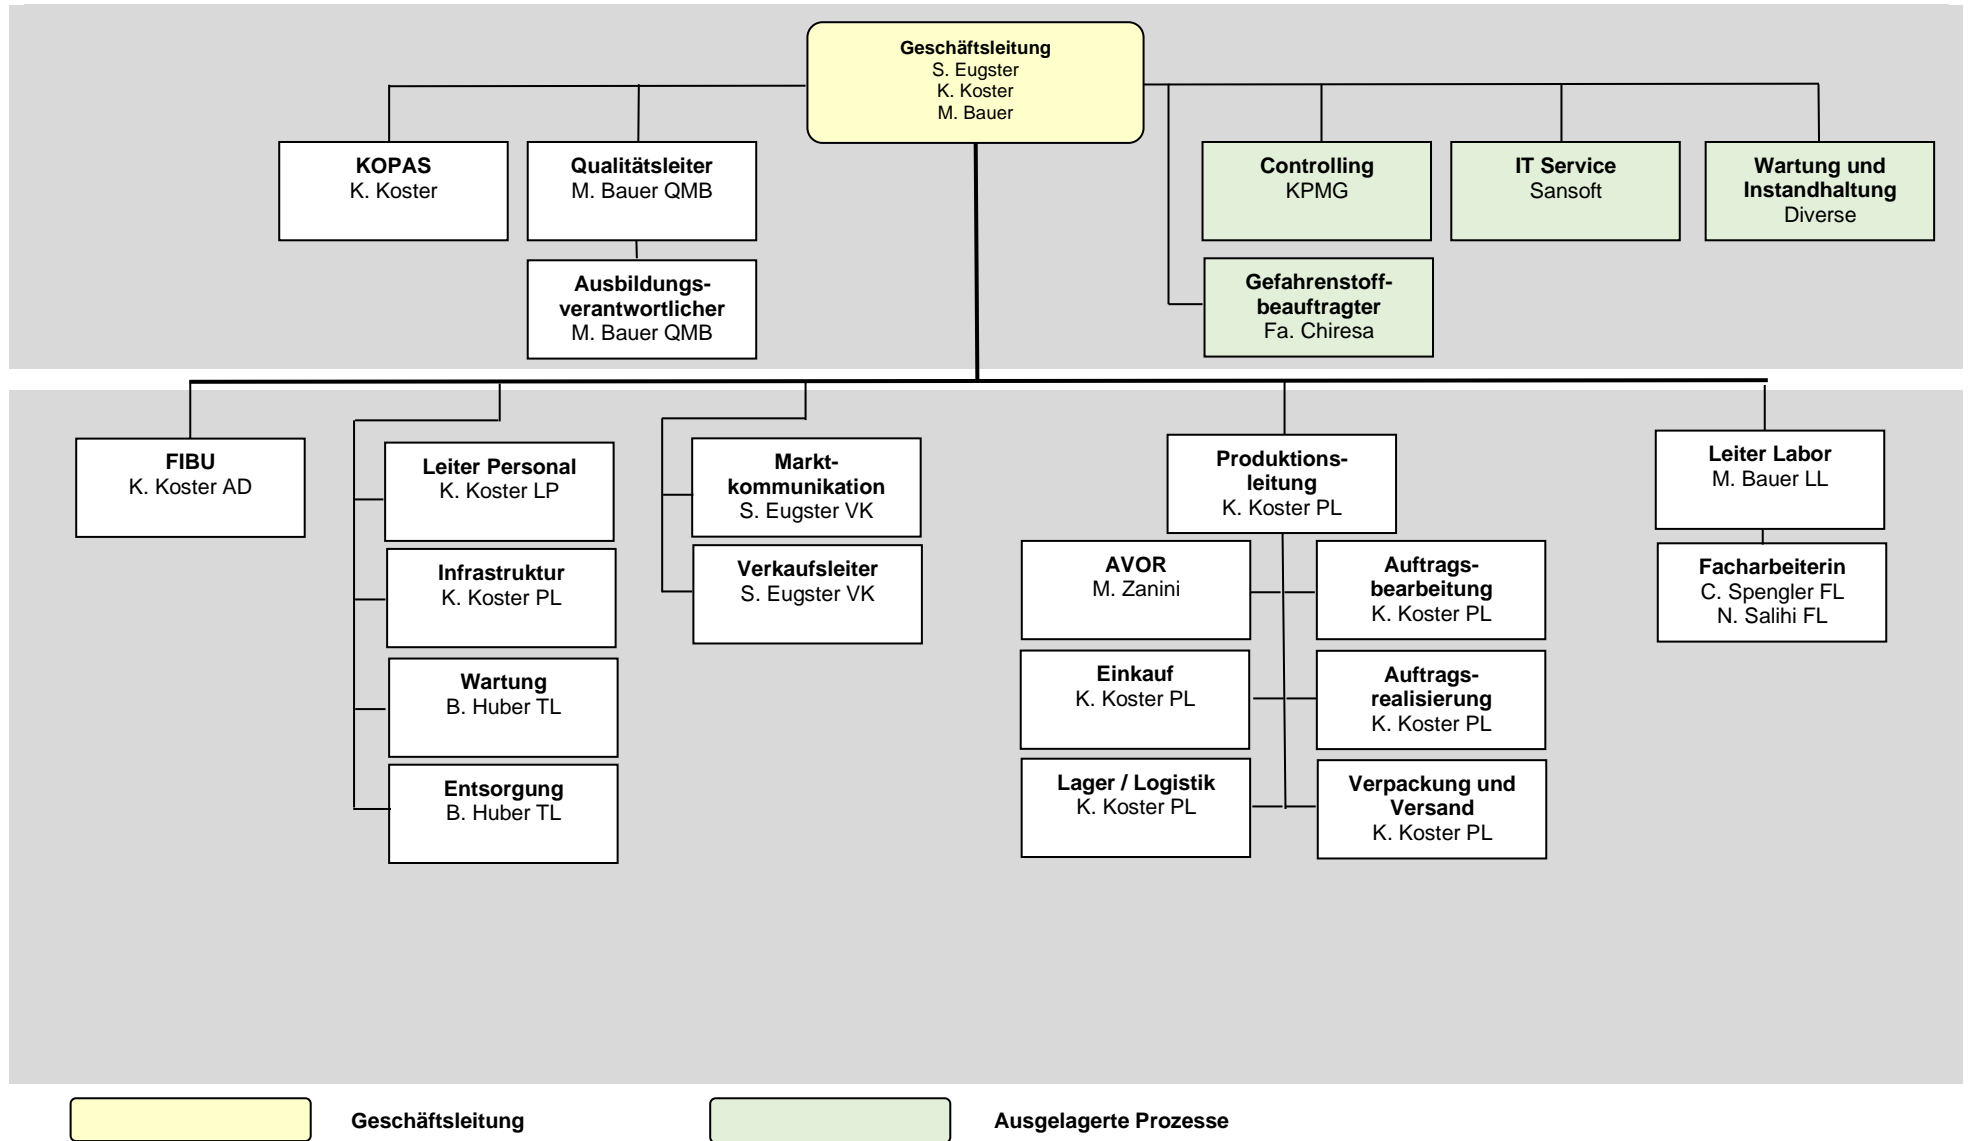 Geschäftsleitung
S. Eugster
K. Koster
M. Bauer
KOPAS
K. Koster
Qualitätsleiter
M. Bauer QMB
Controlling
KPMG
IT Service
Sansoft
Wartung und
Instandhaltung
Diverse
Ausbildungs-
verantwortlicher
M. Bauer QMB
Gefahrenstoff-
beauftragter
Fa. Chiresa
FIBU
K. Koster AD
Leiter Personal
K. Koster LP
Infrastruktur
K. Koster PL
Wartung
B. Huber TL
Entsorgung
B. Huber TL
Markt-
kommunikation
S. Eugster VK
Verkaufsleiter
S. Eugster VK
Produktions-
leitung
K. Koster PL
AVOR
M. Zanini
Auftrags-
bearbeitung
K. Koster PL
Einkauf
K. Koster PL
Auftrags-
realisierung
K. Koster PL
Lager / Logistik
K. Koster PL
Verpackung und
Versand
K. Koster PL
Leiter Labor
M. Bauer LL
Facharbeiterin
C. Spengler FL
N. Salihi FL
Geschäftsleitung
Ausgelagerte Prozesse